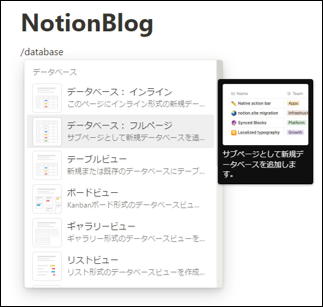 NotionBlog
/database
データベース
データベース： インライン
このページにインライン形式の新規デー...
データベース： フルページ
サブページとして新規データベースを追...
テーブルビュー
新規または既存のデータベースにテーブ...
ボードビュー
Kanbanボード形式のデータベースビュ...
ギャラリービュー
ギャラリー形式のデータベースビューを...
リストビュー
リスト形式のデータベースビューを作成...
Name Team
Native action bar Apps
notion.site migration Infrastruc
Synced Blocks Platform
Localized typography Growth
サブページとして新規デ
ータベースを追加しま
す。